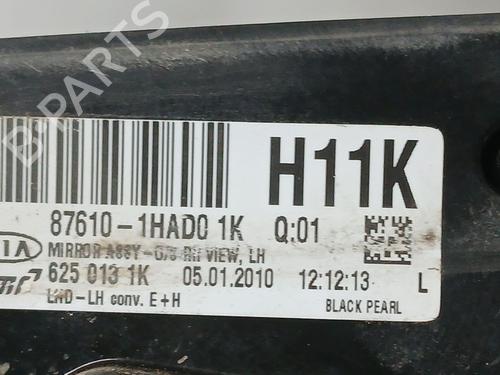 B-PARTS
H11K
87610-1HAD0 1K Q:01
MIRROR ASSY-O/S RR VIEW, LH
625 013 1K 05.01.2010 12:12:13 L
LHD-LH conv. E+H
BLACK PEARL